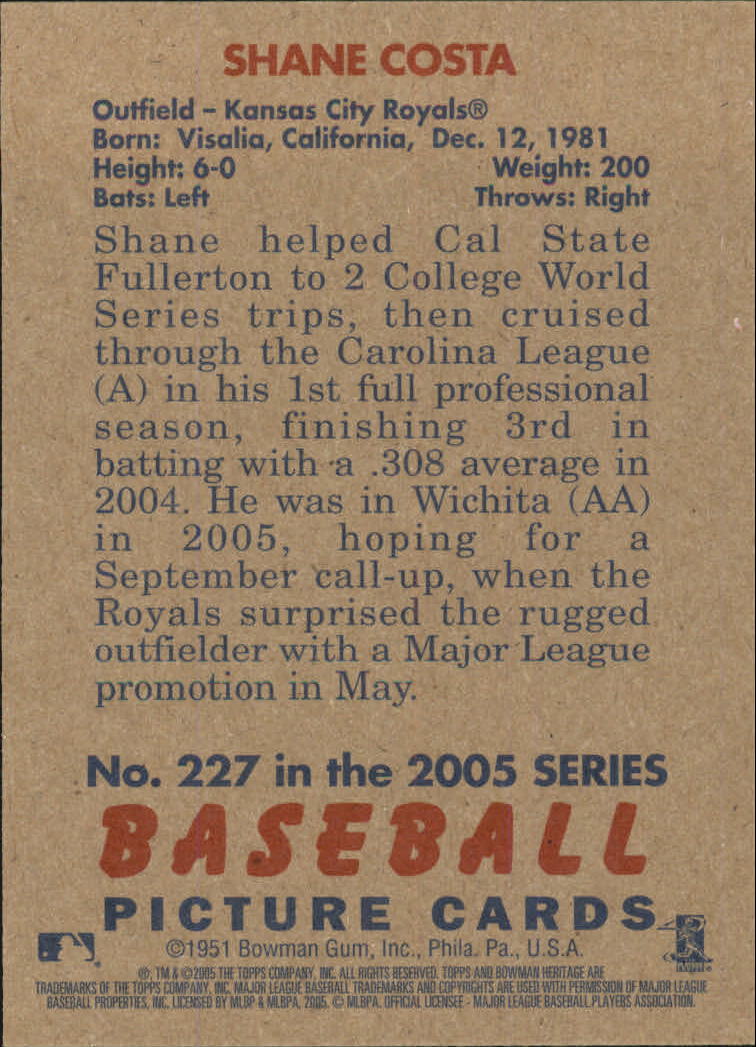 SHANE COSTA
Outfield – Kansas City Royals®
Born: Visalia, California, Dec. 12, 1981
Height: 6-0 Weight: 200
Bats: Left Throws: Right
Shane helped Cal State
Fullerton to 2 College World
Series trips, then cruised
through the Carolina League
(A) in his 1st full professional
season, finishing 3rd in
batting with a .308 average in
2004. He was in Wichita (AA)
in 2005, hoping for a
September call-up, when the
Royals surprised the rugged
outfielder with a Major League
promotion in May.
No. 227 in the 2005 SERIES
BASEBALL
PICTURE CARDS
©1951 Bowman Gum, Inc., Phila. Pa., U.S.A.
®, TM & ©2005 THE TOPPS COMPANY, INC. ALL RIGHTS RESERVED. TOPPS AND BOWMAN HERITAGE ARE
TRADEMARKS OF THE TOPPS COMPANY, INC. MAJOR LEAGUE BASEBALL TRADEMARKS AND COPYRIGHTS ARE USED WITH PERMISSION OF MAJOR LEAGUE
BASEBALL PROPERTIES, INC. LICENSED BY MLBP & MLBPA, 2005. © MLBPA. OFFICIAL LICENSEE - MAJOR LEAGUE BASEBALL PLAYERS ASSOCIATION.